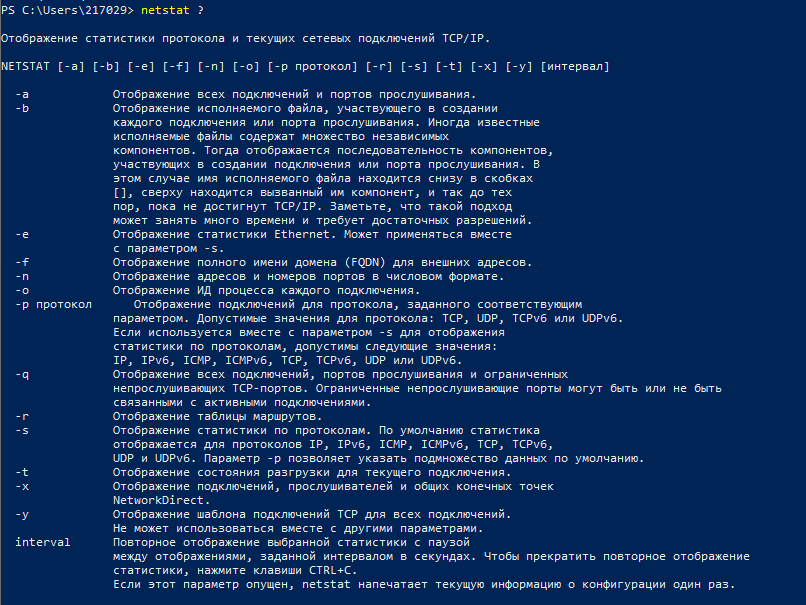 PS C:\Users\217029> netstat ?
Отображение статистики протокола и текущих сетевых подключений TCP/IP.
NETSTAT [-a] [-b] [-e] [-f] [-n] [-o] [-p протокол] [-r] [-s] [-t] [-x] [-y] [интервал]
-a Отображение всех подключений и портов прослушивания.
-b Отображение исполняемого файла, участвующего в создании
каждого подключения или порта прослушивания. Иногда известные
исполняемые файлы содержат множество независимых
компонентов. Тогда отображается последовательность компонентов,
участвующих в создании подключения или порта прослушивания. В
этом случае имя исполняемого файла находится снизу в скобках
[], сверху находится вызванный им компонент, и так до тех
пор, пока не достигнут TCP/IP. Заметьте, что такой подход
может занять много времени и требует достаточных разрешений.
-e Отображение статистики Ethernet. Может применяться вместе
с параметром -s.
-f Отображение полного имени домена (FQDN) для внешних адресов.
-n Отображение адресов и номеров портов в числовом формате.
-o Отображение ИД процесса каждого подключения.
-p протокол Отображение подключений для протокола, заданного соответствующим
параметром. Допустимые значения для протокола: TCP, UDP, TCPv6 или UDPv6.
Если используется вместе с параметром -s для отображения
статистики по протоколам, допустимы следующие значения:
IP, IPv6, ICMP, ICMPv6, TCP, TCPv6, UDP или UDPv6.
-q Отображение всех подключений, портов прослушивания и ограниченных
непрослушивающих TCP-портов. Ограниченные непрослушивающие порты могут быть или не быть
связанными с активными подключениями.
-r Отображение таблицы маршрутов.
-s Отображение статистики по протоколам. По умолчанию статистика
отображается для протоколов IP, IPv6, ICMP, ICMPv6, TCP, TCPv6,
UDP и UDPv6. Параметр -p позволяет указать подмножество данных по умолчанию.
-t Отображение состояния разгрузки для текущего подключения.
-x Отображение подключений, прослушивателей и общих конечных точек
NetworkDirect.
-y Отображение шаблона подключений TCP для всех подключений.
Не может использоваться вместе с другими параметрами.
interval Повторное отображение выбранной статистики с паузой
между отображениями, заданной интервалом в секундах. Чтобы прекратить повторное отображение
статистики, нажмите клавиши CTRL+C.
Если этот параметр опущен, netstat напечатает текущую информацию о конфигурации один раз.